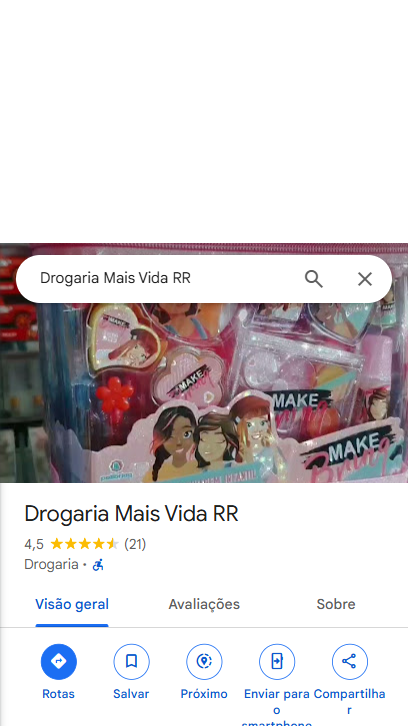 Drogaria Mais Vida RR
MAKE
MAKE
MAKE
Drogaria Mais Vida RR
4,5 (21)
Drogaria ·
Visão geral
Avaliações
Sobre
Rotas
Salvar
Próximo
Enviar para
o
smartphone
Compartilha
r